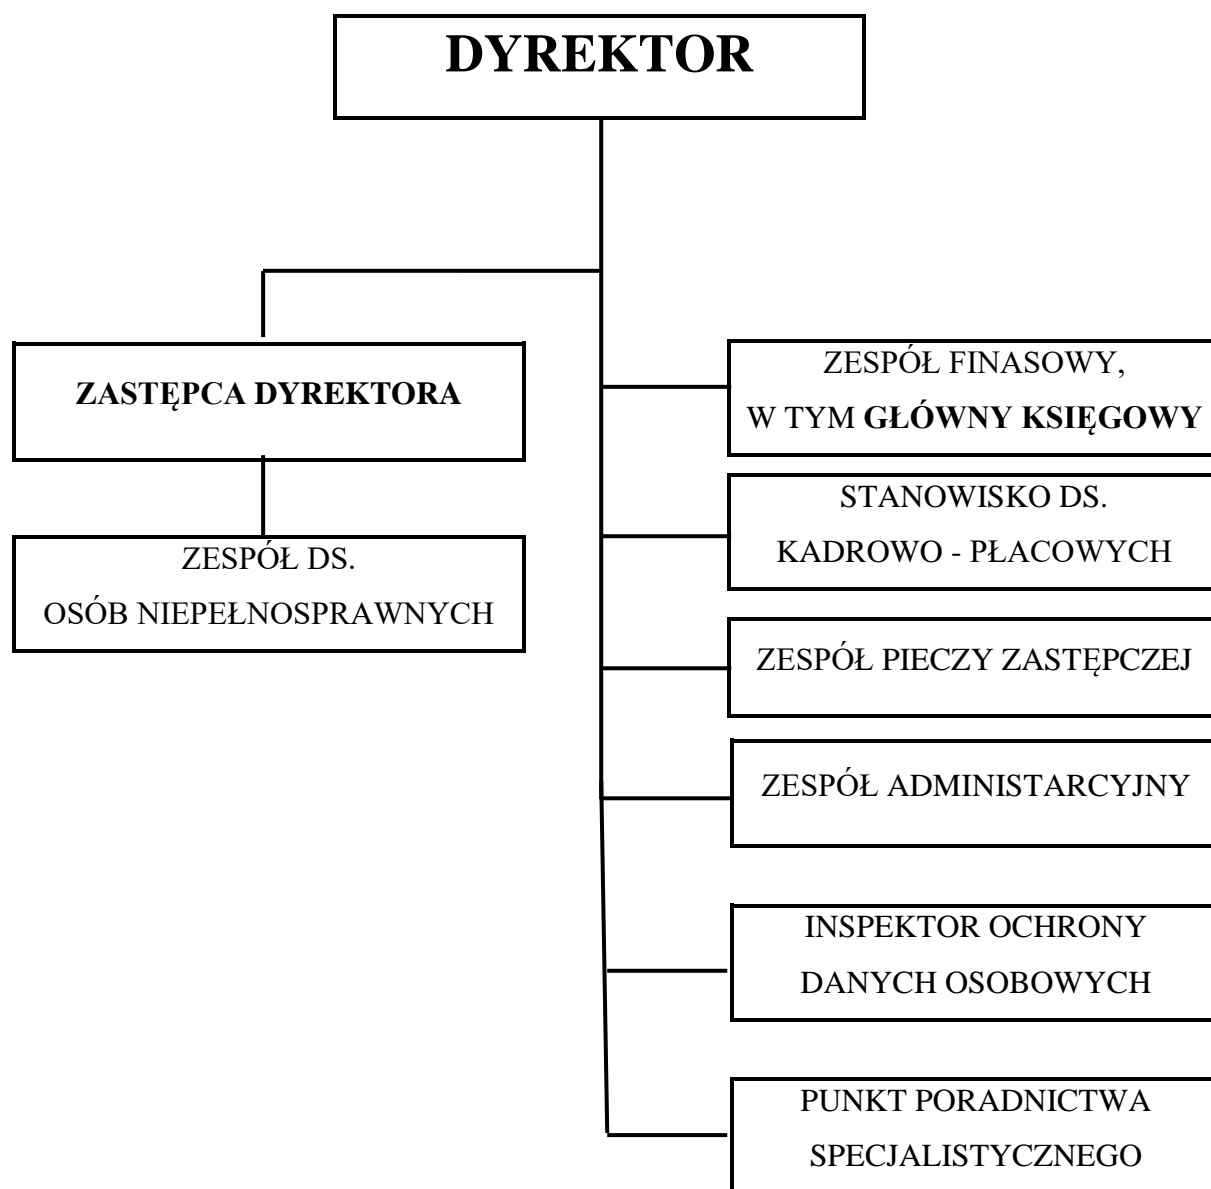 DYREKTOR
ZASTĘPCA DYREKTORA
ZESPÓŁ DS.
OSÓB NIEPEŁNOSPRAWNYCH
ZESPÓŁ FINASOWY,
W TYM GŁÓWNY KSIĘGOWY
STANOWISKO DS.
KADROWO - PŁACOWYCH
ZESPÓŁ PIECZY ZASTĘPCZEJ
ZESPÓŁ ADMINISTARCYJNY
INSPEKTOR OCHRONY
DANYCH OSOBOWYCH
PUNKT PORADNICTWA
SPECJALISTYCZNEGO